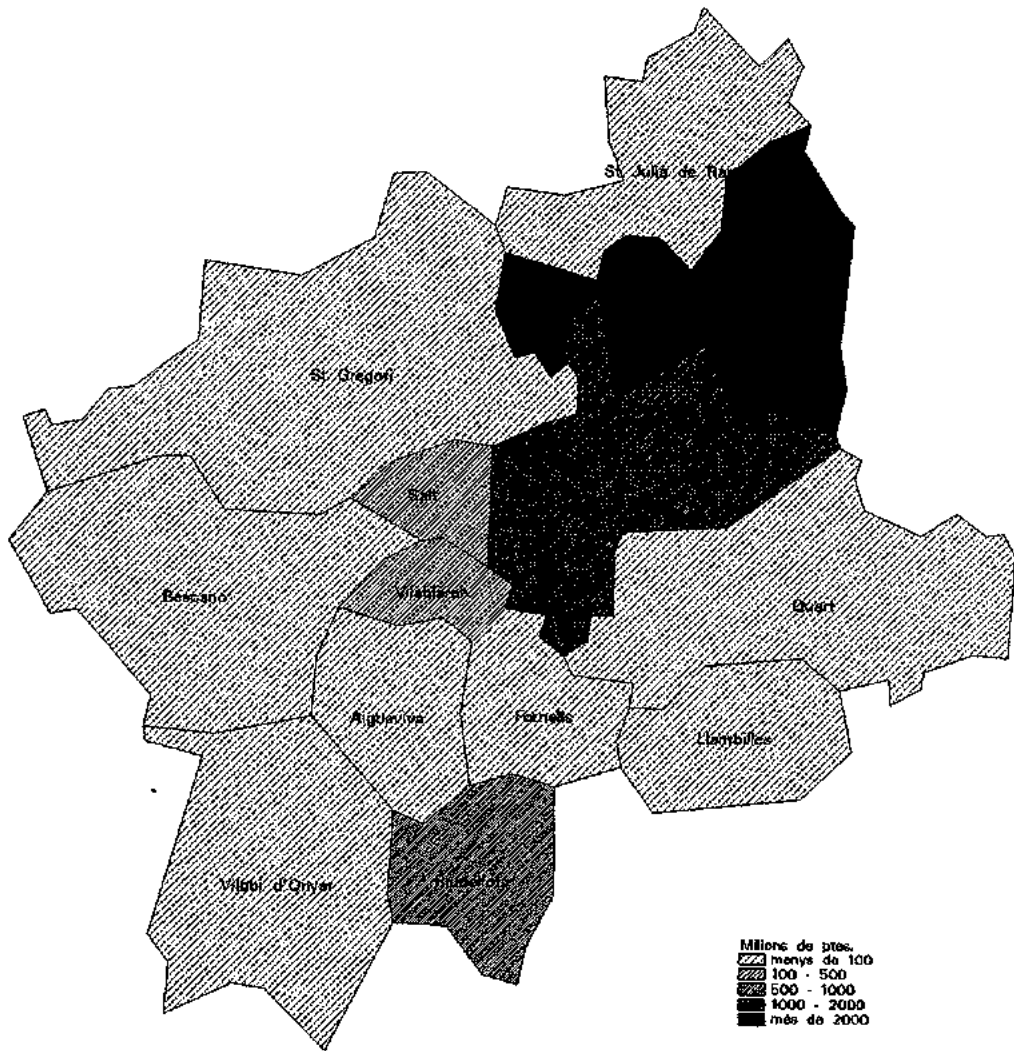 St Julià de Ra
St Gregori
Salt
Bescanó
Vilablareix
Quart
Aiguaviva
Fornells
Llambilles
Vilobí d'Onyar
Riudellots
Milions de ptes.
menys de 100
100 - 500
500 - 1000
1000 - 2000
més de 2000